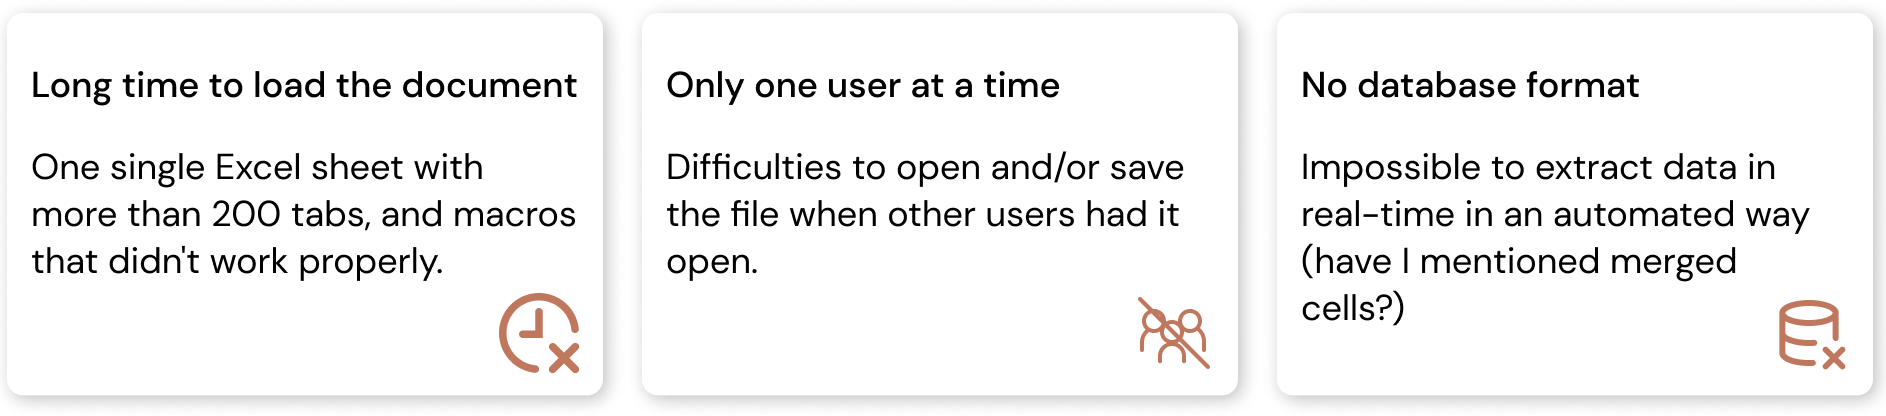 Long time to load the document
One single Excel sheet with
more than 200 tabs, and macros
that didn't work properly.
Only one user at a time
Difficulties to open and/or save
the file when other users had it
open.
No database format
Impossible to extract data in
real-time in an automated way
(have I mentioned merged
cells?)